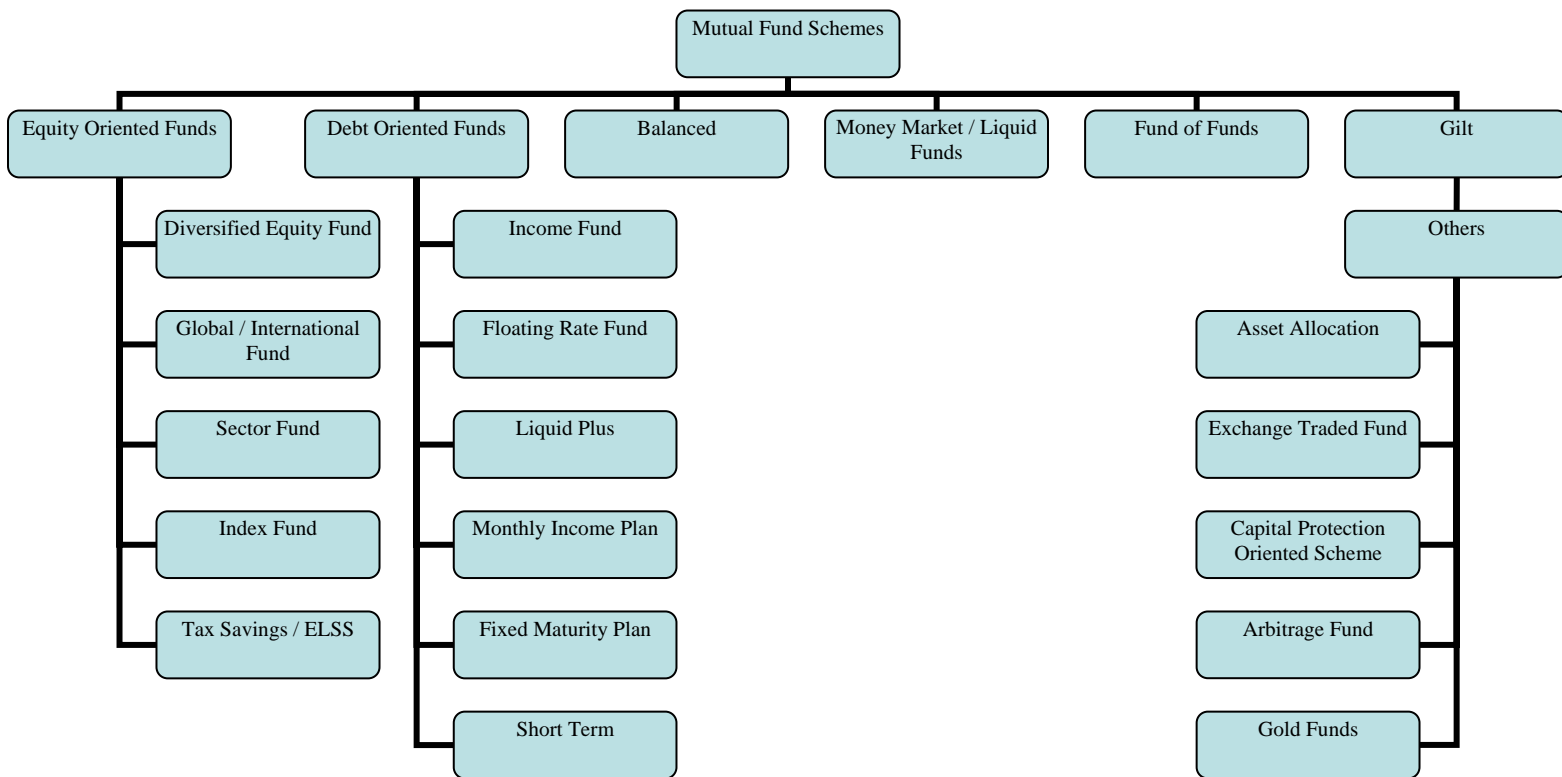 Mutual Fund Schemes
Equity Oriented Funds
Debt Oriented Funds
Balanced
Money Market / Liquid
Funds
Fund of Funds
Gilt
Diversified Equity Fund
Income Fund
Others
Global / International
Fund
Floating Rate Fund
Asset Allocation
Sector Fund
Liquid Plus
Exchange Traded Fund
Index Fund
Monthly Income Plan
Capital Protection
Oriented Scheme
Tax Savings / ELSS
Fixed Maturity Plan
Arbitrage Fund
Short Term
Gold Funds